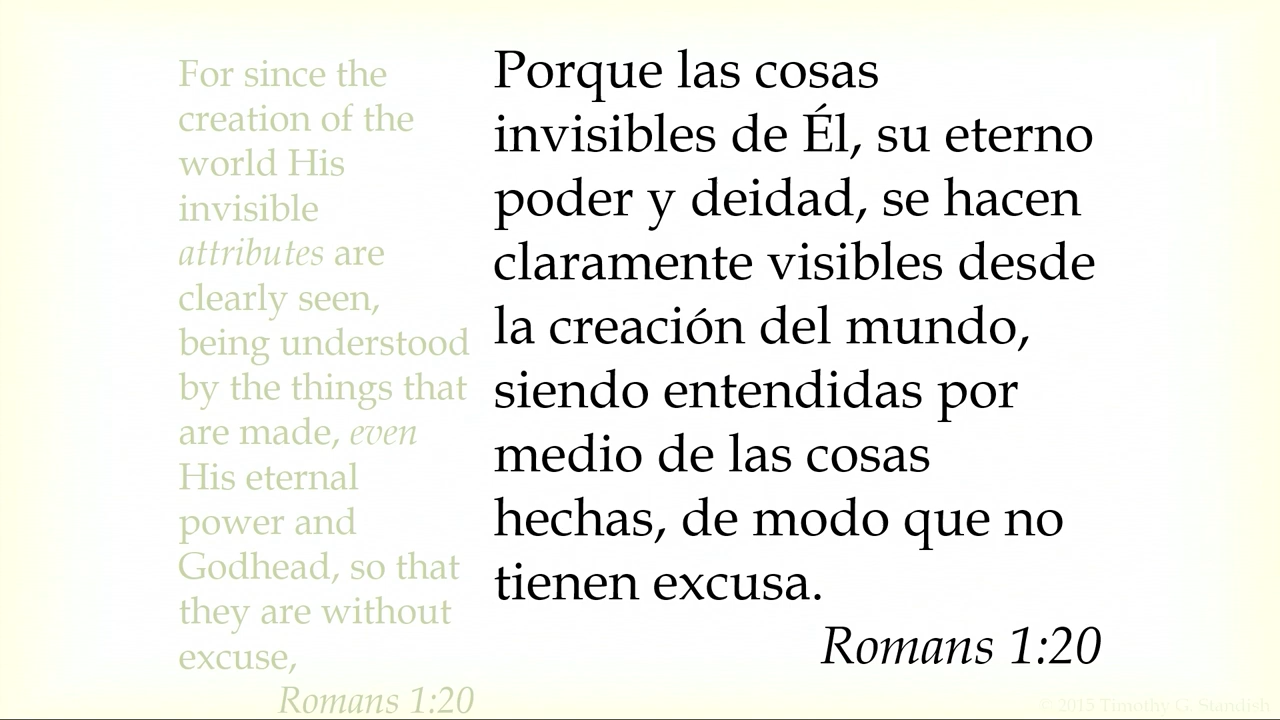 For since the
creation of the
world His
invisible
attributes are
clearly seen,
being understood
by the things that
are made, even
His eternal
power and
Godhead, so that
they are without
excuse,
Romans 1:20
Porque las cosas
invisibles de Él, su eterno
poder y deidad, se hacen
claramente visibles desde
la creación del mundo,
siendo entendidas por
medio de las cosas
hechas, de modo que no
tienen excusa.
Romans 1:20
© 2015 Timothy G. Standish